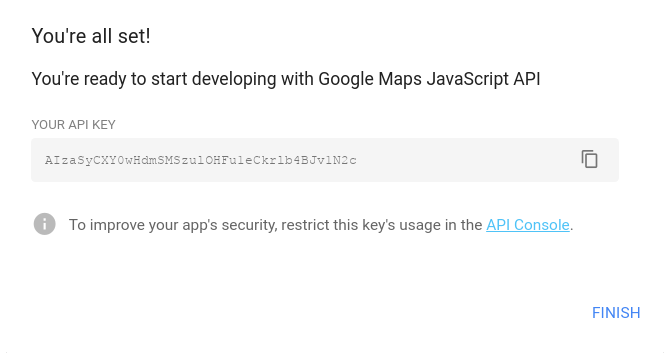 You're all set!
You're ready to start developing with Google Maps JavaScript API
YOUR API KEY
AIzaSyCXY0wHdmSMSzulOHFuleCkrlb4BJvlN2c
To improve your app's security, restrict this key's usage in the API Console.
FINISH